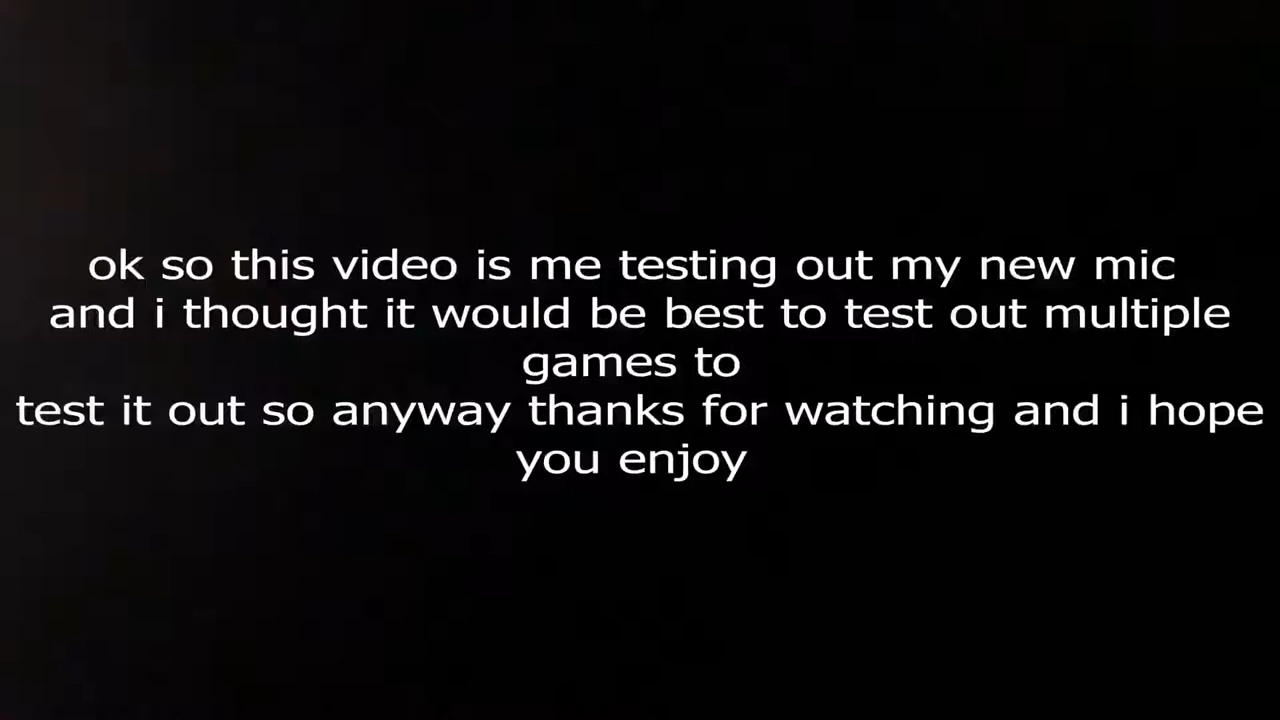 ok so this video is me testing out my new mic
and i thought it would be best to test out multiple
games to
test it out so anyway thanks for watching and i hope
you enjoy